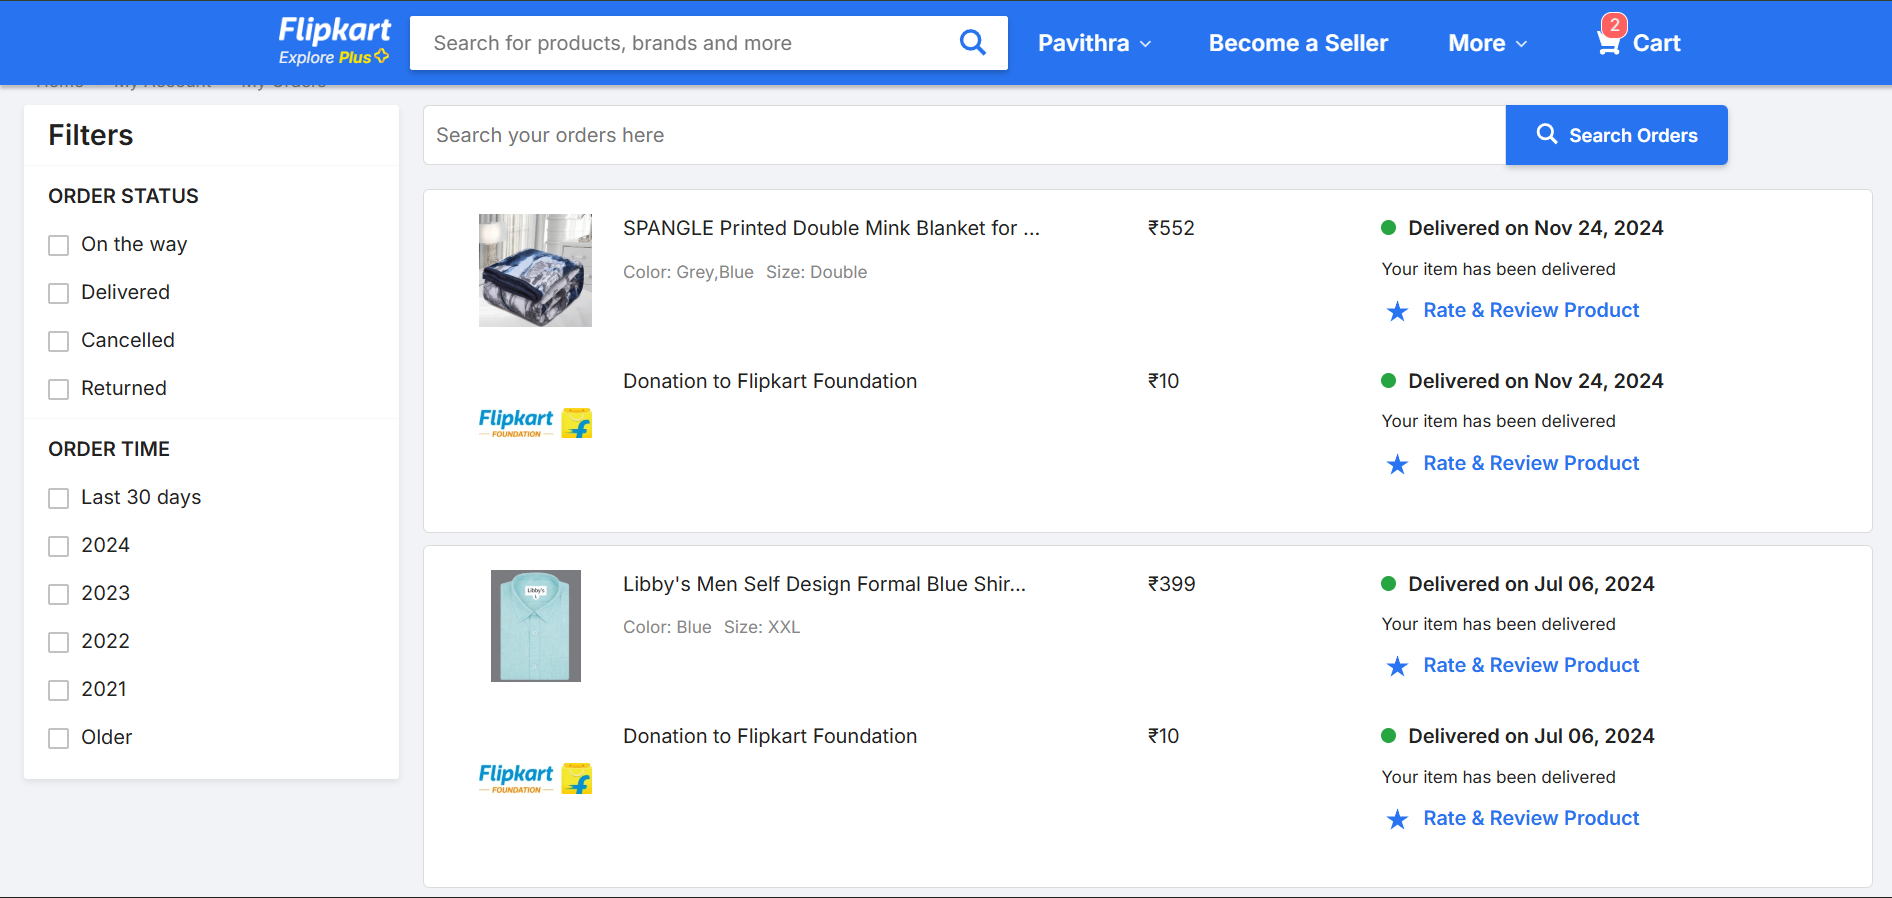 Flipkart
Explore Plus
Search for products, brands and more
Pavithra
Become a Seller
More
2
Cart
Home My Account My Orders
Filters
ORDER STATUS
On the way
Delivered
Cancelled
Returned
ORDER TIME
Last 30 days
2024
2023
2022
2021
Older
Search your orders here
Search Orders
SPANGLE Printed Double Mink Blanket for ...
Color: Grey,Blue Size: Double
₹552
Delivered on Nov 24, 2024
Your item has been delivered
Rate & Review Product
Flipkart
FOUNDATION
Donation to Flipkart Foundation
₹10
Delivered on Nov 24, 2024
Your item has been delivered
Rate & Review Product
Libby's
Libby's Men Self Design Formal Blue Shir...
Color: Blue Size: XXL
₹399
Delivered on Jul 06, 2024
Your item has been delivered
Rate & Review Product
Flipkart
FOUNDATION
Donation to Flipkart Foundation
₹10
Delivered on Jul 06, 2024
Your item has been delivered
Rate & Review Product